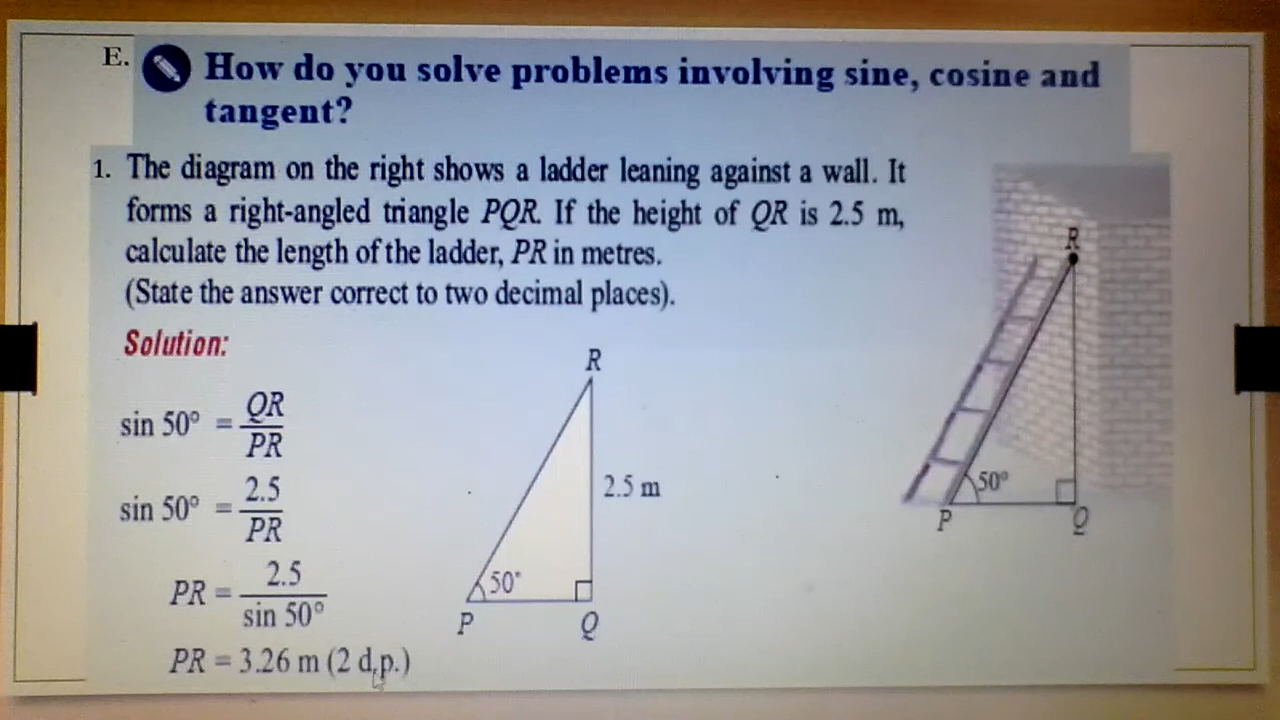 E. How do you solve problems involving sine, cosine and
tangent?
1. The diagram on the right shows a ladder leaning against a wall. It
forms a right-angled triangle PQR. If the height of QR is 2.5 m,
calculate the length of the ladder, PR in metres.
(State the answer correct to two decimal places).
Solution:
sin 50° = QR/PR
sin 50° = 2.5/PR
PR = 2.5/sin 50°
PR = 3.26 m (2 d.p.)
R
2.5 m
50°
P
Q
R
50°
P
Q